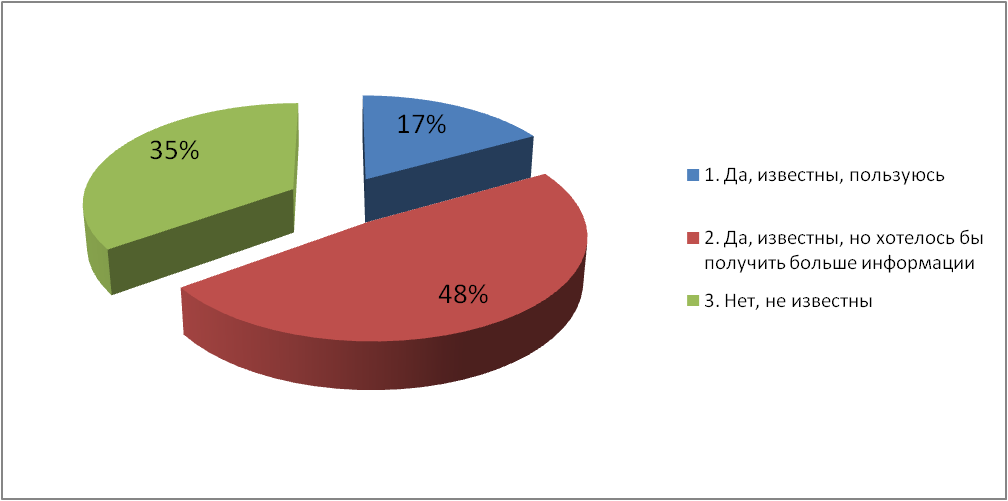 17%
35%
48%
1. Да, известны, пользуюсь
2. Да, известны, но хотелось бы
получить больше информации
3. Нет, не известны